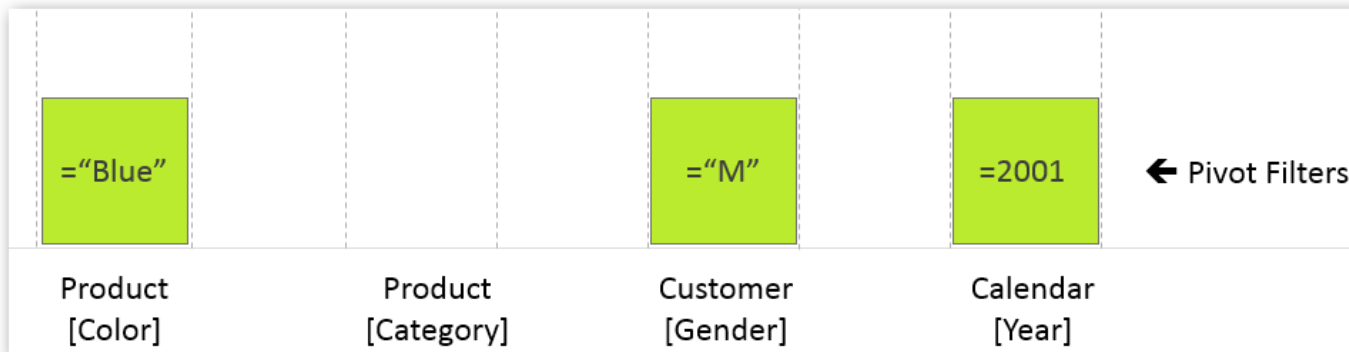 =“Blue”
=“M”
=2001
🡸 Pivot Filters
Product
[Color]
Product
[Category]
Customer
[Gender]
Calendar
[Year]